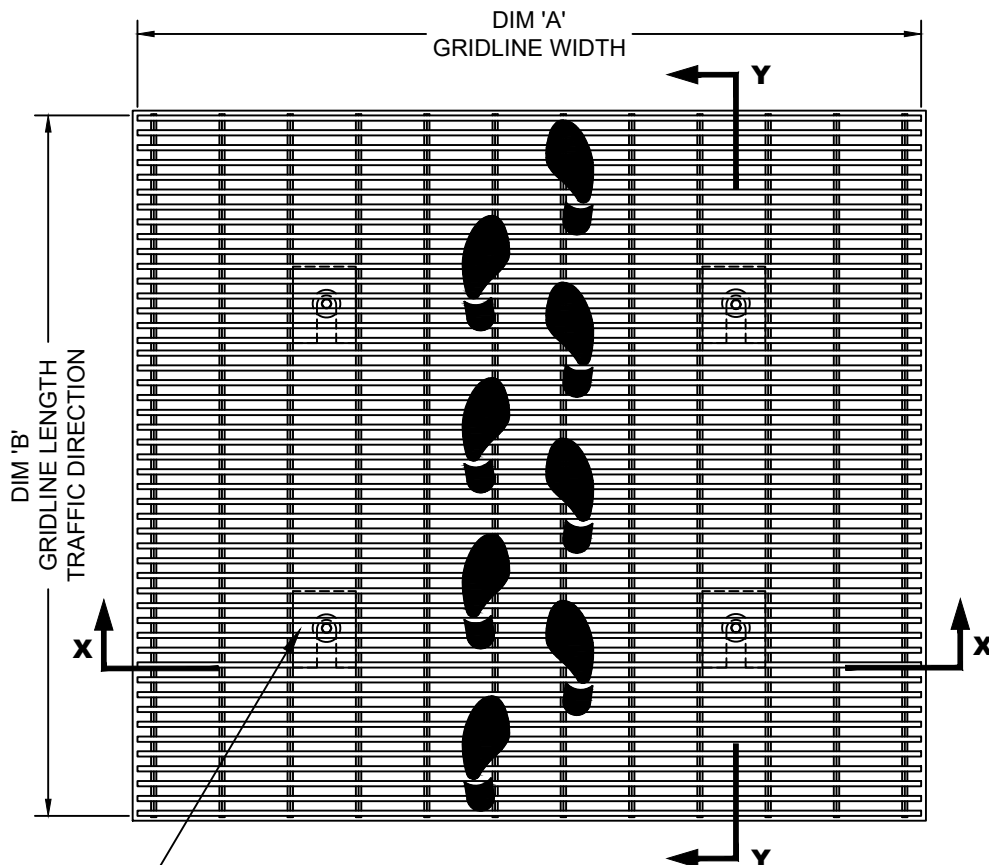 DIM 'A'
GRIDLINE WIDTH
Y
DIM 'B'
GRIDLINE LENGTH
TRAFFIC DIRECTION
X
X
Y